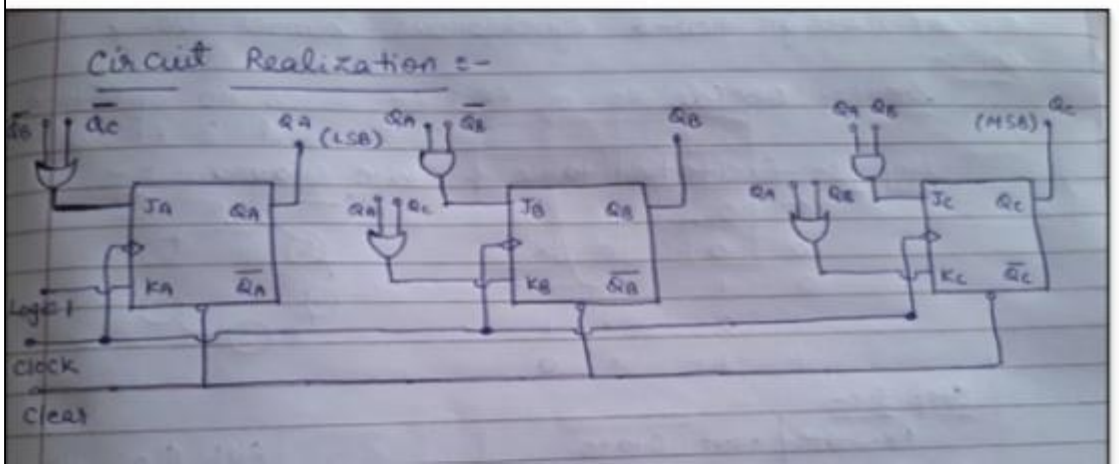 Circuit Realization :-
Q̅B Q̅C QA (LSB) QA Q̅B QB QA QB (MSB) QC
JA QA QA QC JB QB QA QB JC QC
KA Q̅A KB Q̅B KC Q̅C
Logic 1
Clock
Clear